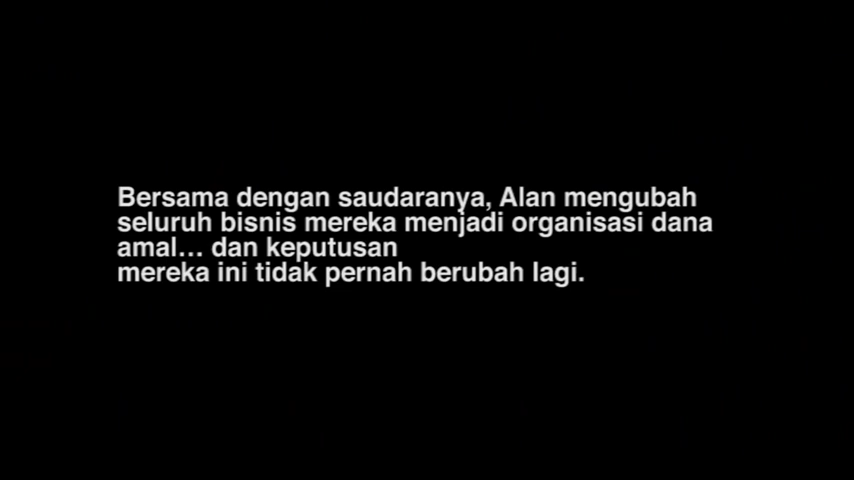 Bersama dengan saudaranya, Alan mengubah
seluruh bisnis mereka menjadi organisasi dana
amal... dan keputusan
mereka ini tidak pernah berubah lagi.